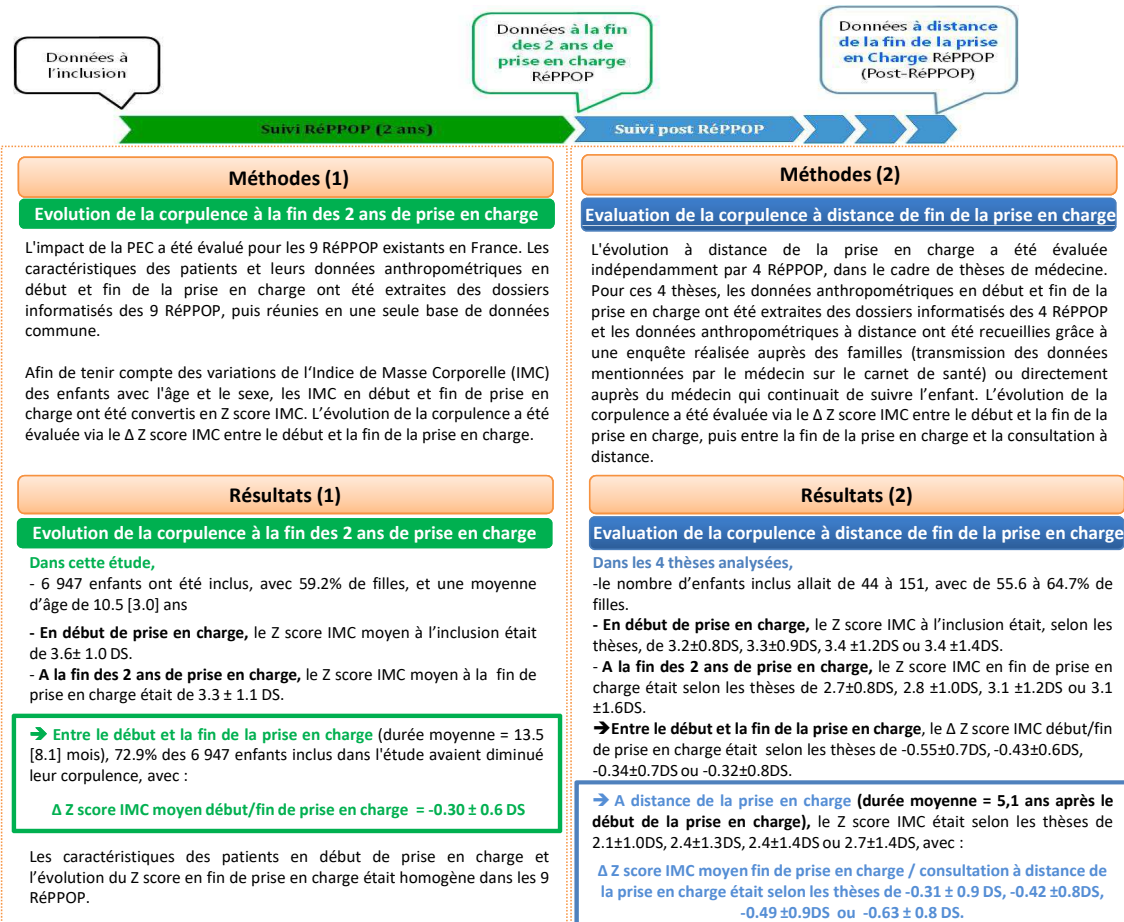 Données à
l'inclusion
Données à la fin
des 2 ans de
prise en charge
RéPPOP
Données à distance
de la fin de la prise
en Charge RéPPOP
(Post-RéPPOP)
Suivi RéPPOP (2 ans)
Suivi post RéPPOP
Méthodes (1)
Evolution de la corpulence à la fin des 2 ans de prise en charge
L'impact de la PEC a été évalué pour les 9 RéPPOP existants en France. Les
caractéristiques des patients et leurs données anthropométriques en
début et fin de la prise en charge ont été extraites des dossiers
informatisés des 9 RéPPOP, puis réunies en une seule base de données
commune.
Afin de tenir compte des variations de l'Indice de Masse Corporelle (IMC)
des enfants avec l'âge et le sexe, les IMC en début et fin de prise en
charge ont été convertis en Z score IMC. L'évolution de la corpulence a été
évaluée via le Δ Z score IMC entre le début et la fin de la prise en charge.
Résultats (1)
Evolution de la corpulence à la fin des 2 ans de prise en charge
Dans cette étude,
- 6 947 enfants ont été inclus, avec 59.2% de filles, et une moyenne
d'âge de 10.5 [3.0] ans
- En début de prise en charge, le Z score IMC moyen à l'inclusion était
de 3.6± 1.0 DS.
- A la fin des 2 ans de prise en charge, le Z score IMC moyen à la fin de
prise en charge était de 3.3 ± 1.1 DS.
➔ Entre le début et la fin de la prise en charge (durée moyenne = 13.5
[8.1] mois), 72.9% des 6 947 enfants inclus dans l'étude avaient diminué
leur corpulence, avec :
Δ Z score IMC moyen début/fin de prise en charge = -0.30 ± 0.6 DS
Les caractéristiques des patients en début de prise en charge et
l'évolution du Z score en fin de prise en charge était homogène dans les 9
RéPPOP.
Méthodes (2)
Evaluation de la corpulence à distance de fin de la prise en charge
L'évolution à distance de la prise en charge a été évaluée
indépendamment par 4 RéPPOP, dans le cadre de thèses de médecine.
Pour ces 4 thèses, les données anthropométriques en début et fin de la
prise en charge ont été extraites des dossiers informatisés des 4 RéPPOP
et les données anthropométriques à distance ont été recueillies grâce à
une enquête réalisée auprès des familles (transmission des données
mentionnées par le médecin sur le carnet de santé) ou directement
auprès du médecin qui continuait de suivre l'enfant. L'évolution de la
corpulence a été évaluée via le Δ Z score IMC entre le début et la fin de la
prise en charge, puis entre la fin de la prise en charge et la consultation à
distance.
Résultats (2)
Evaluation de la corpulence à distance de fin de la prise en charge
Dans les 4 thèses analysées,
-le nombre d'enfants inclus allait de 44 à 151, avec de 55.6 à 64.7% de
filles.
- En début de prise en charge, le Z score IMC à l'inclusion était, selon les
thèses, de 3.2±0.8DS, 3.3±0.9DS, 3.4 ±1.2DS ou 3.4 ±1.4DS.
- A la fin des 2 ans de prise en charge, le Z score IMC en fin de prise en
charge était selon les thèses de 2.7±0.8DS, 2.8 ±1.0DS, 3.1 ±1.2DS ou 3.1
±1.6DS.
➔Entre le début et la fin de la prise en charge, le Δ Z score IMC début/fin
de prise en charge était selon les thèses de -0.55±0.7DS, -0.43±0.6DS,
-0.34±0.7DS ou -0.32±0.8DS.
➔ A distance de la prise en charge (durée moyenne = 5,1 ans après le
début de la prise en charge), le Z score IMC était selon les thèses de
2.1±1.0DS, 2.4±1.3DS, 2.4±1.4DS ou 2.7±1.4DS, avec :
Δ Z score IMC moyen fin de prise en charge / consultation à distance de
la prise en charge était selon les thèses de -0.31 ± 0.9 DS, -0.42 ±0.8DS,
-0.49 ±0.9DS ou -0.63 ± 0.8 DS.